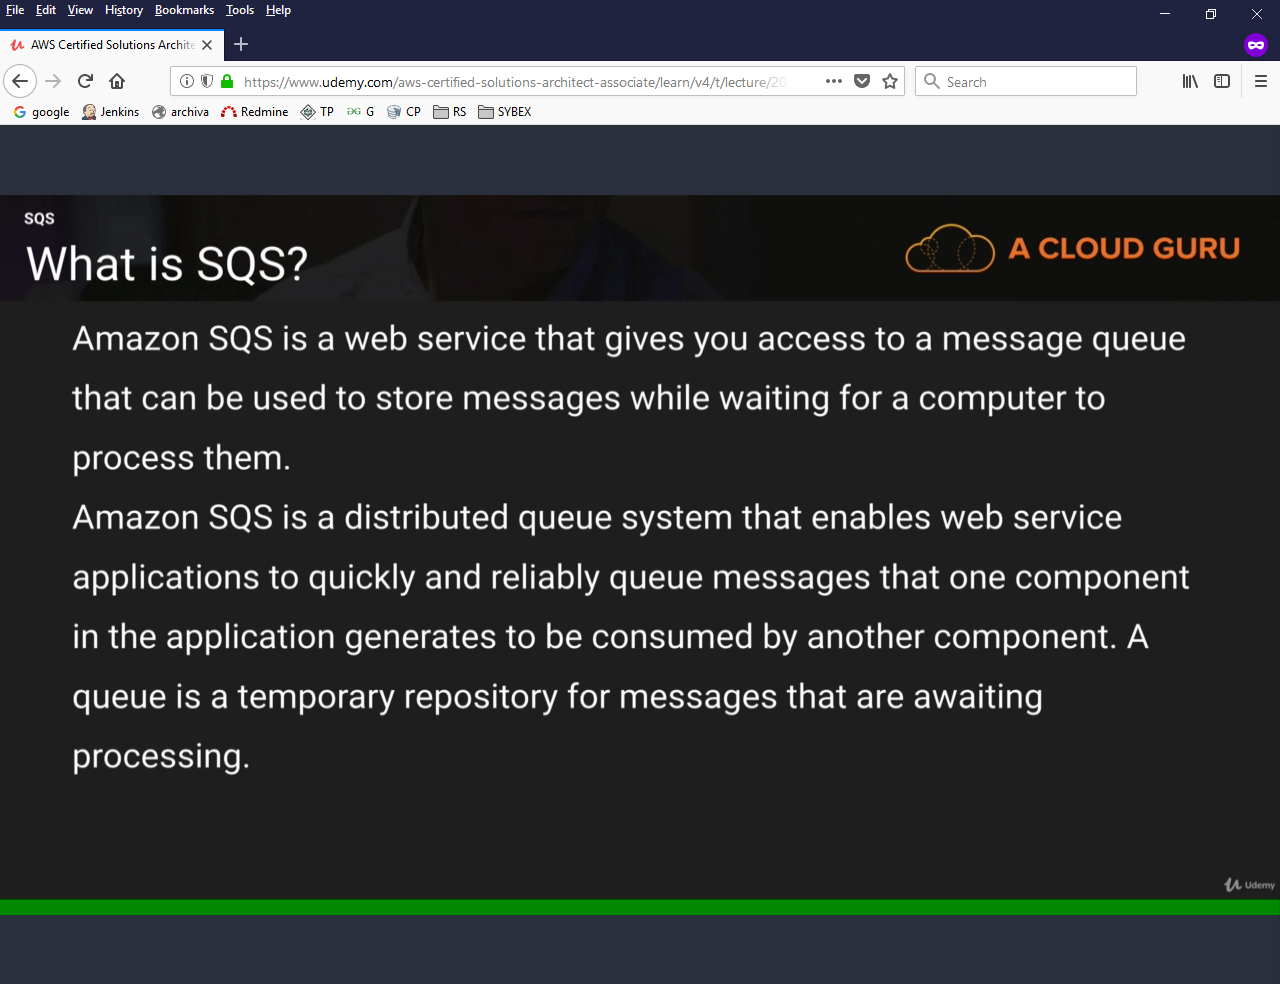 File Edit View History Bookmarks Tools Help
AWS Certified Solutions Archite
https://www.udemy.com/aws-certified-solutions-architect-associate/learn/v4/t/lecture/20
Search
google Jenkins archiva Redmine TP G CP RS SYBEX
SQS
What is SQS?
A CLOUD GURU
Amazon SQS is a web service that gives you access to a message queue
that can be used to store messages while waiting for a computer to
process them.
Amazon SQS is a distributed queue system that enables web service
applications to quickly and reliably queue messages that one component
in the application generates to be consumed by another component. A
queue is a temporary repository for messages that are awaiting
processing.
Udemy